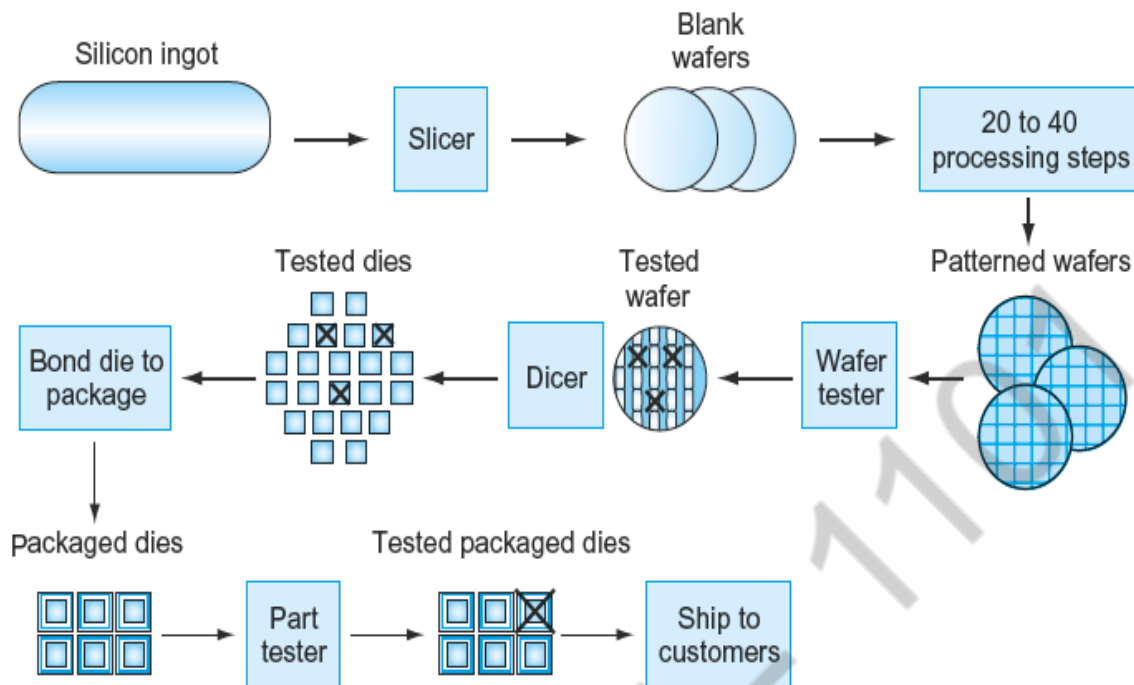 Silicon ingot
Blank
wafers
Slicer
20 to 40
processing steps
Tested dies
Tested
wafer
Patterned wafers
Bond die to
package
Dicer
Wafer
tester
Packaged dies
Tested packaged dies
Part
tester
Ship to
customers
1101